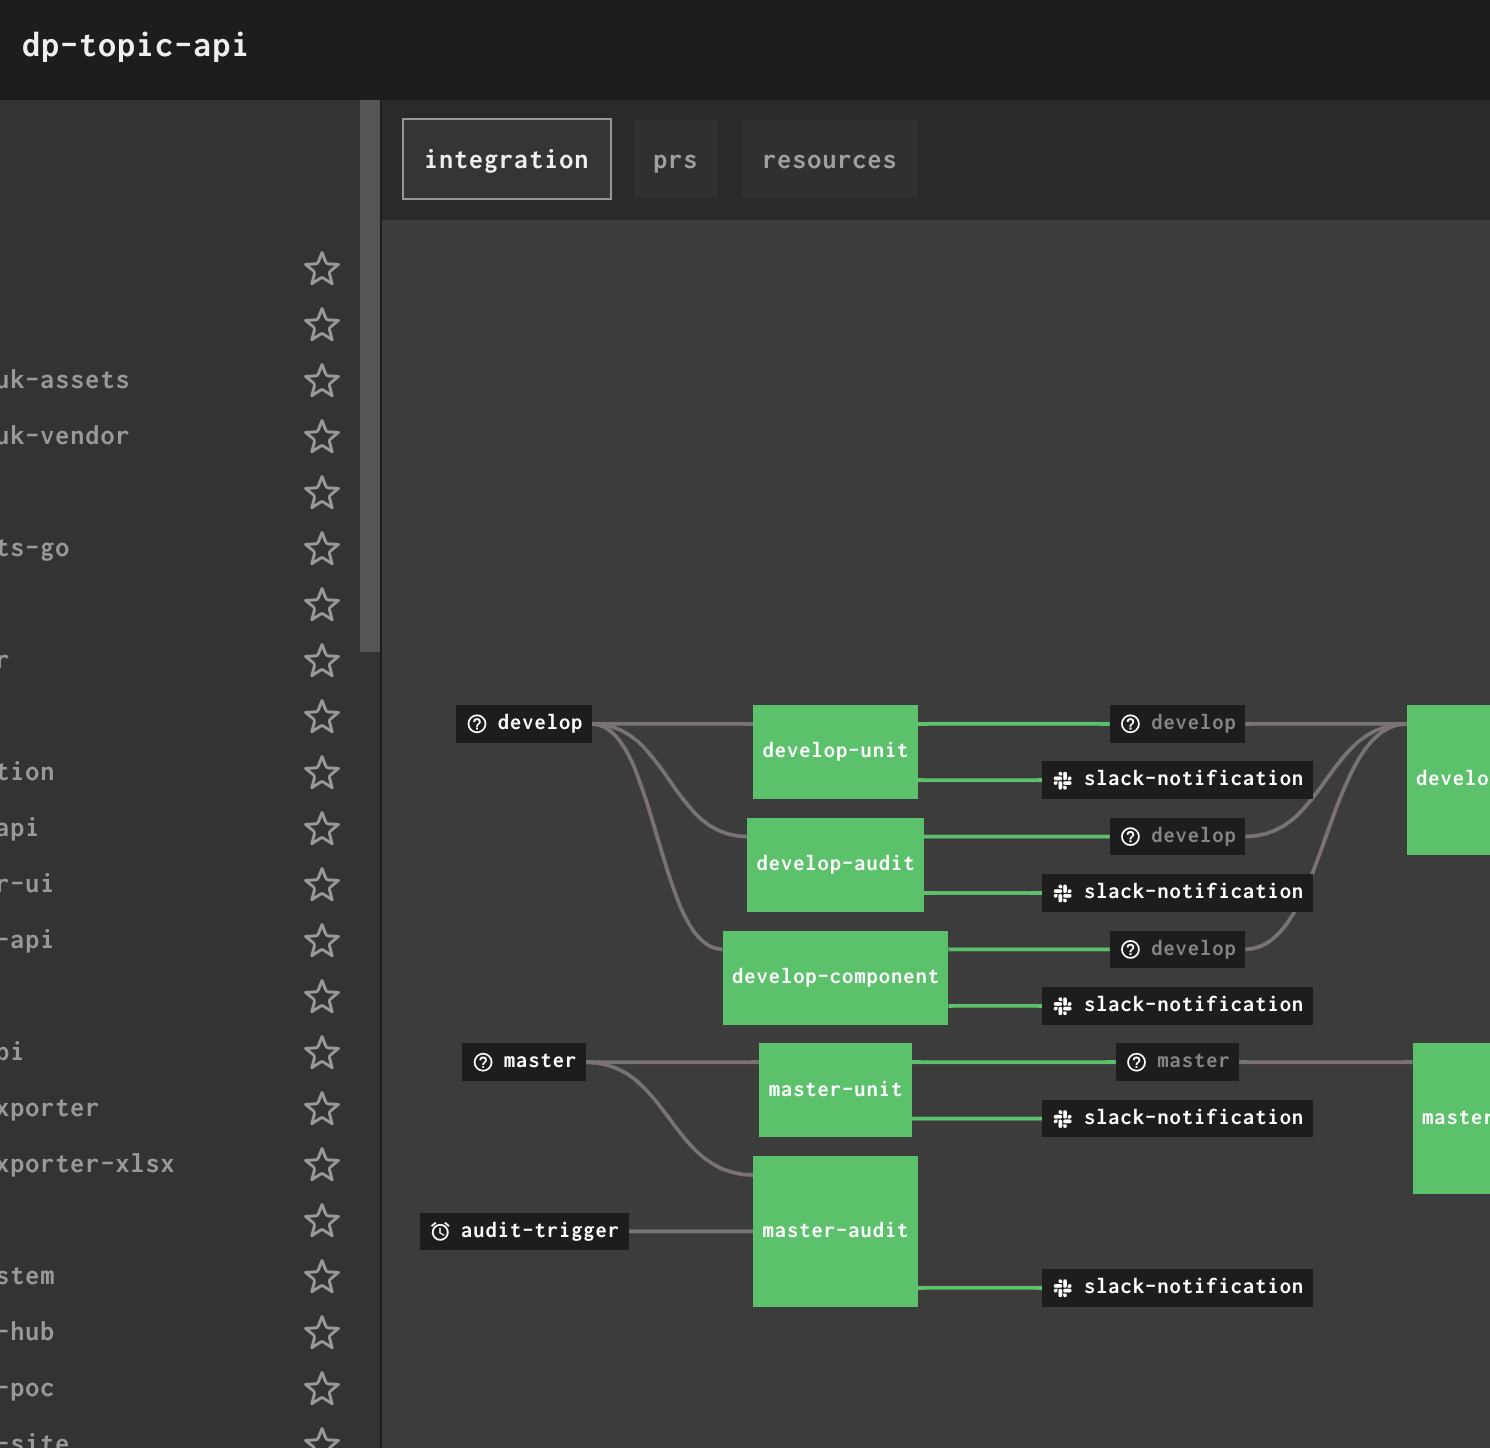 dp-topic-api
integration
prs
resources
uk-assets
uk-vendor
ts-go
r
tion
api
r-ui
-api
pi
xporter
xporter-xlsx
stem
-hub
-poc
-site
develop
develop-unit
develop
slack-notification
develo
develop-audit
develop
slack-notification
develop-component
develop
slack-notification
master
master-unit
master
slack-notification
master
audit-trigger
master-audit
slack-notification